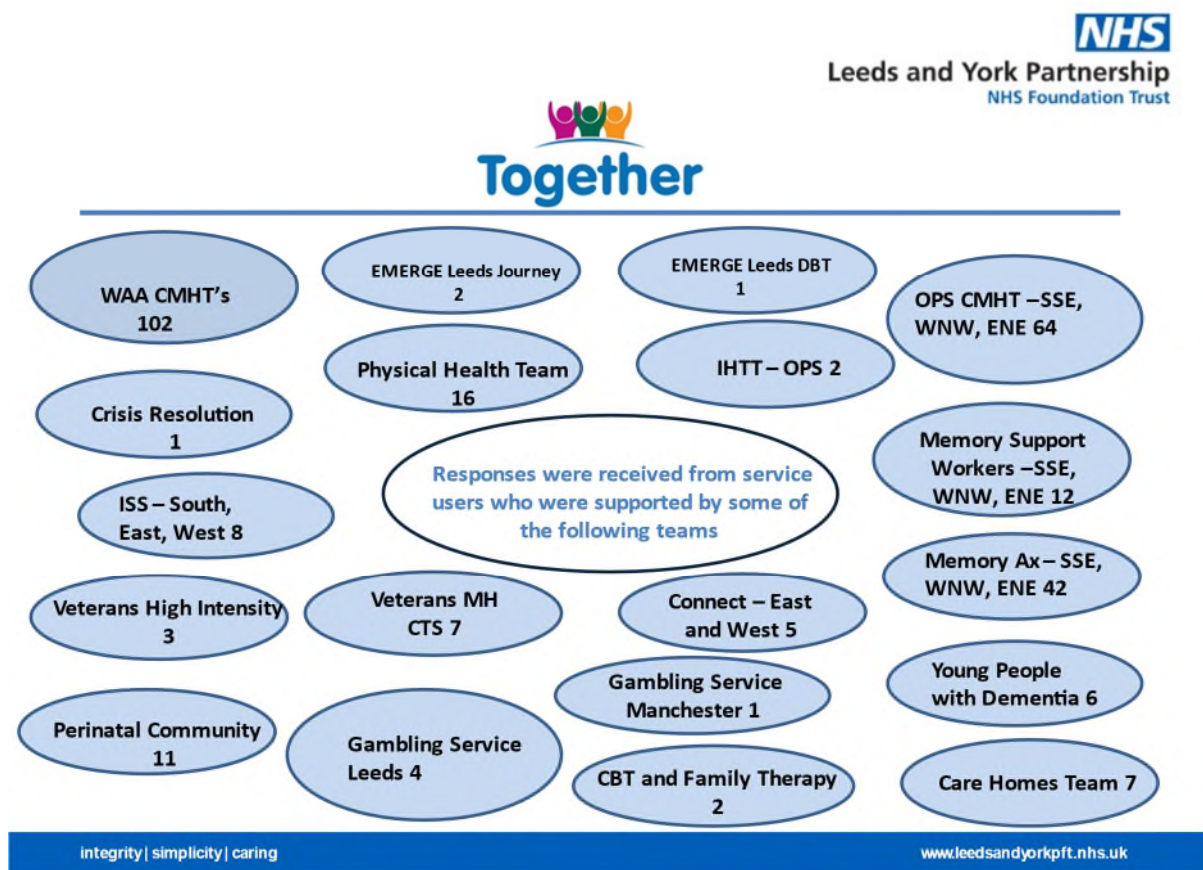 NHS
Leeds and York Partnership
NHS Foundation Trust
Together
WAA CMHT's
102
EMERGE Leeds Journey
2
EMERGE Leeds DBT
1
OPS CMHT –SSE,
WNW, ENE 64
Physical Health Team
16
IHTT – OPS 2
Crisis Resolution
1
Responses were received from service
users who were supported by some of
the following teams
Memory Support
Workers –SSE,
WNW, ENE 12
ISS – South,
East, West 8
Memory Ax – SSE,
WNW, ENE 42
Veterans High Intensity
3
Veterans MH
CTS 7
Connect – East
and West 5
Young People
with Dementia 6
Gambling Service
Manchester 1
Perinatal Community
11
Gambling Service
Leeds 4
CBT and Family Therapy
2
Care Homes Team 7
integrity | simplicity | caring
www.leedsandyorkpft.nhs.uk